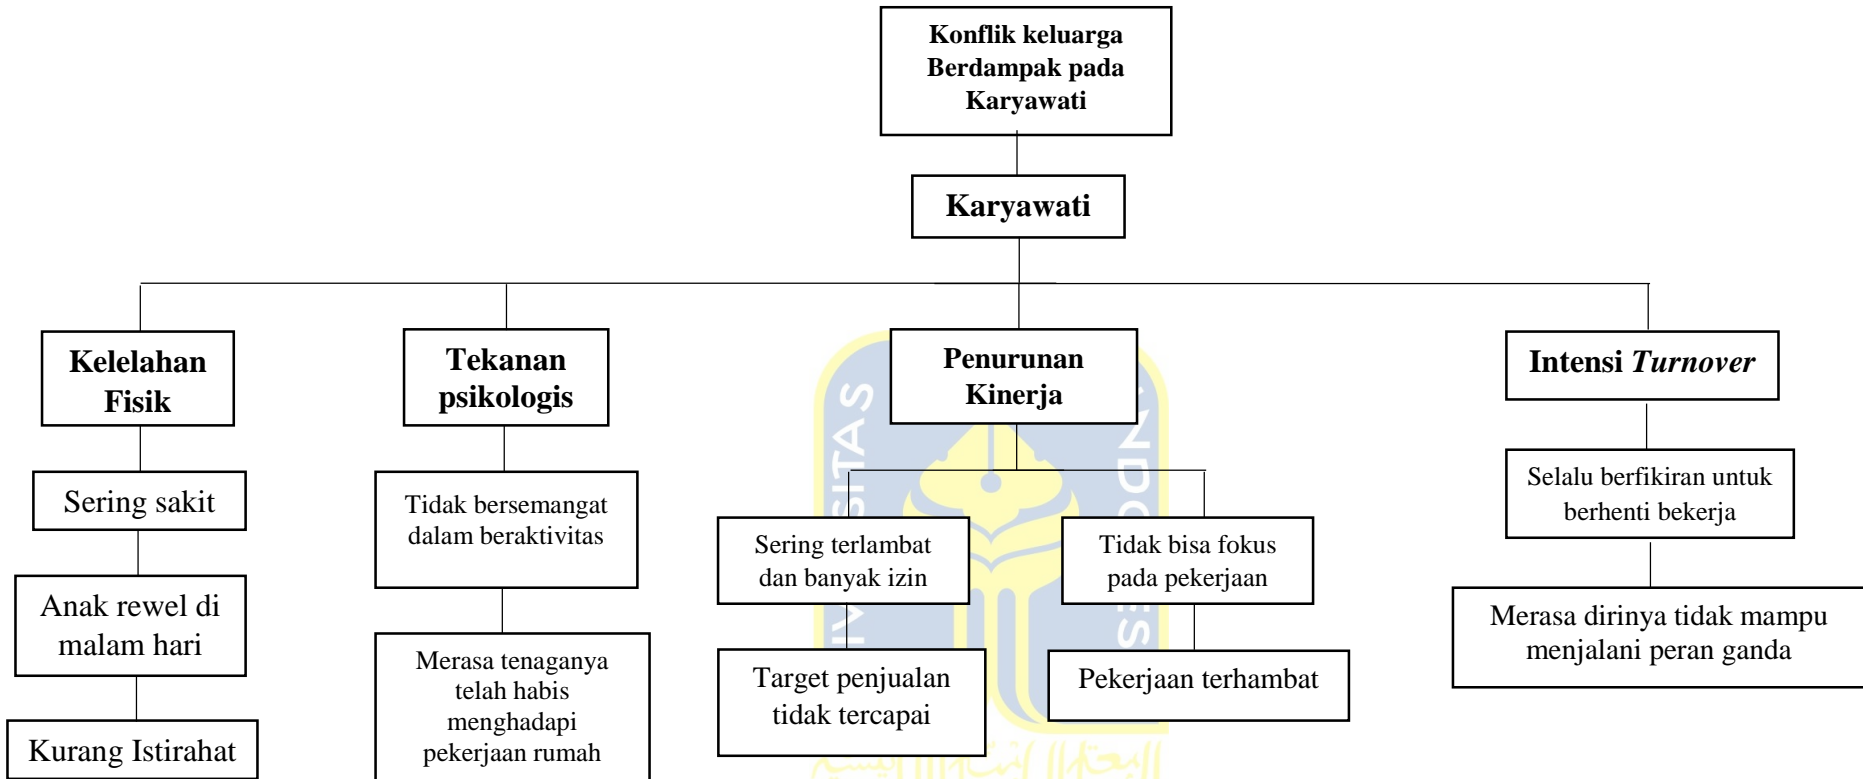 Konflik keluarga
Berdampak pada
Karyawati
Karyawati
Kelelahan
Fisik
Sering sakit
Anak rewel di
malam hari
Kurang Istirahat
Tekanan
psikologis
Tidak bersemangat
dalam beraktivitas
Merasa tenaganya
telah habis
menghadapi
pekerjaan rumah
Penurunan
Kinerja
Sering terlambat
dan banyak izin
Target penjualan
tidak tercapai
Tidak bisa fokus
pada pekerjaan
Pekerjaan terhambat
Intensi Turnover
Selalu berfikiran untuk
berhenti bekerja
Merasa dirinya tidak mampu
menjalani peran ganda